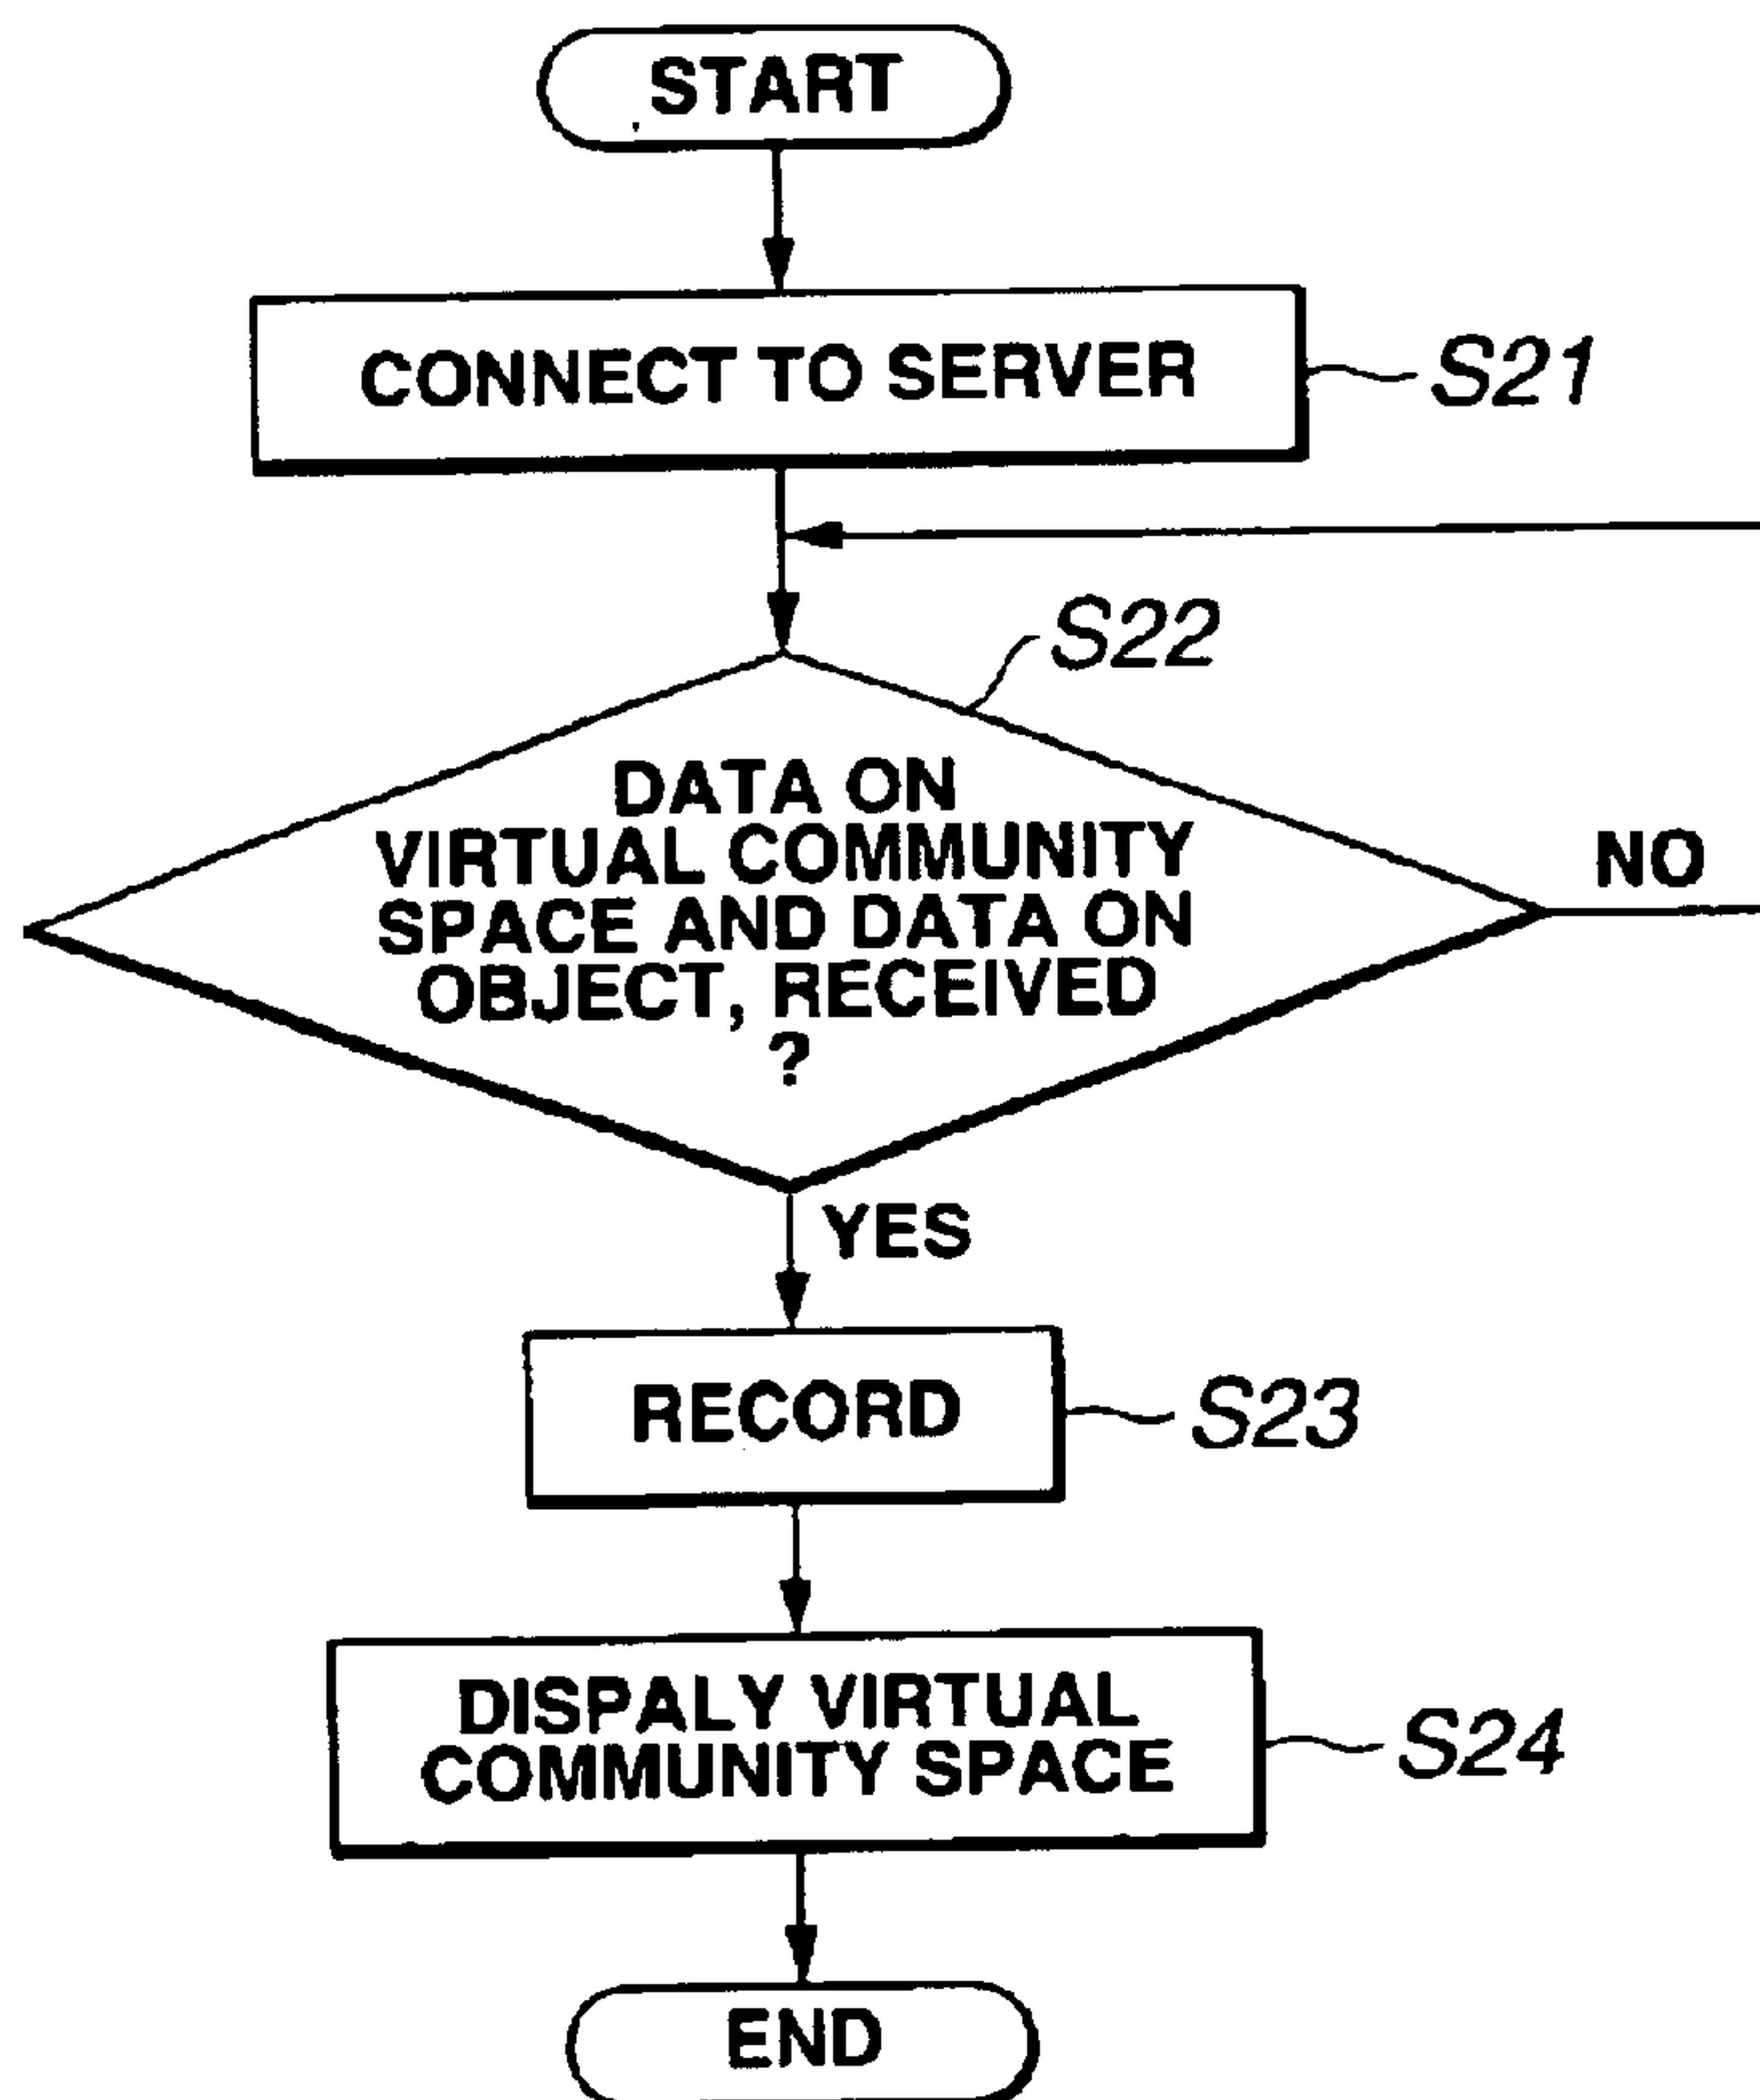 START
CONNECT TO SERVER
S21
S22
DATA ON
VIRTUAL COMMUNITY
SPACE AND DATA ON
OBJECT, RECEIVED
?
NO
YES
RECORD
S23
DISPALY VIRTUAL
COMMUNITY SPACE
S24
END